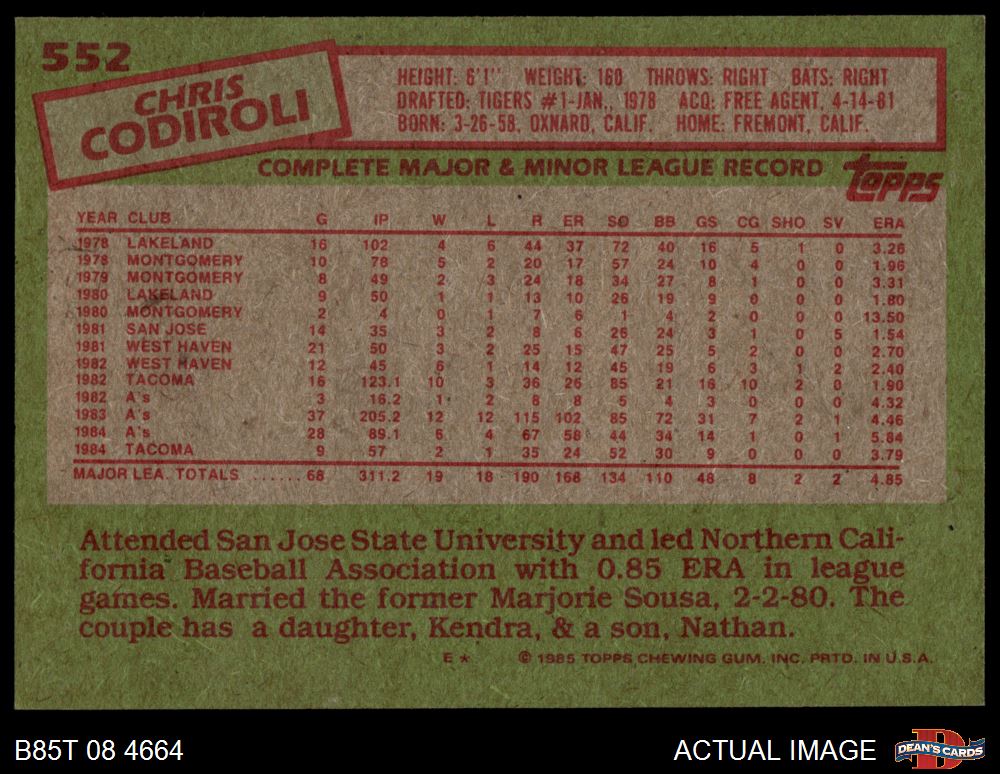 552
CHRIS
CODIROLI
HEIGHT: 6'1" WEIGHT: 160 THROWS: RIGHT BATS: RIGHT
DRAFTED: TIGERS #1-JAN., 1978 ACQ: FREE AGENT, 4-14-81
BORN: 3-26-58, OXNARD, CALIF. HOME: FREMONT, CALIF.
COMPLETE MAJOR & MINOR LEAGUE RECORD
topps
YEAR CLUB G IP W L R ER SO BB GS CG SHO SV ERA
1978 LAKELAND 16 102 4 6 44 37 72 40 16 5 1 0 3.26
1978 MONTGOMERY 10 78 5 2 20 17 57 24 10 4 0 0 1.96
1979 MONTGOMERY 8 49 2 3 24 18 34 27 8 1 0 0 3.31
1980 LAKELAND 9 50 1 1 13 10 26 19 9 0 0 0 1.80
1980 MONTGOMERY 2 4 0 1 7 6 1 4 2 0 0 0 13.50
1981 SAN JOSE 14 35 3 2 8 6 26 24 3 1 0 5 1.54
1981 WEST HAVEN 21 50 3 2 25 15 47 25 5 2 0 0 2.70
1982 WEST HAVEN 12 45 6 1 14 12 45 19 6 3 1 2 2.40
1982 TACOMA 16 123.1 10 3 36 26 85 21 16 10 2 0 1.90
1982 A's 3 16.2 1 2 8 8 5 4 3 0 0 0 4.32
1983 A's 37 205.2 12 12 115 102 85 72 31 7 2 1 4.46
1984 A's 28 89.1 6 4 67 58 44 34 14 1 0 1 5.84
1984 TACOMA 9 57 2 1 35 24 52 30 9 0 0 0 3.79
MAJOR LEA. TOTALS ...... 68 311.2 19 18 190 168 134 110 48 8 2 2 4.85
Attended San Jose State University and led Northern Cali-
fornia Baseball Association with 0.85 ERA in league
games. Married the former Marjorie Sousa, 2-2-80. The
couple has a daughter, Kendra, & a son, Nathan.
E * © 1985 TOPPS CHEWING GUM. INC. PRTD. IN U.S.A.
B85T 08 4664
ACTUAL IMAGE
DEAN'S CARDS